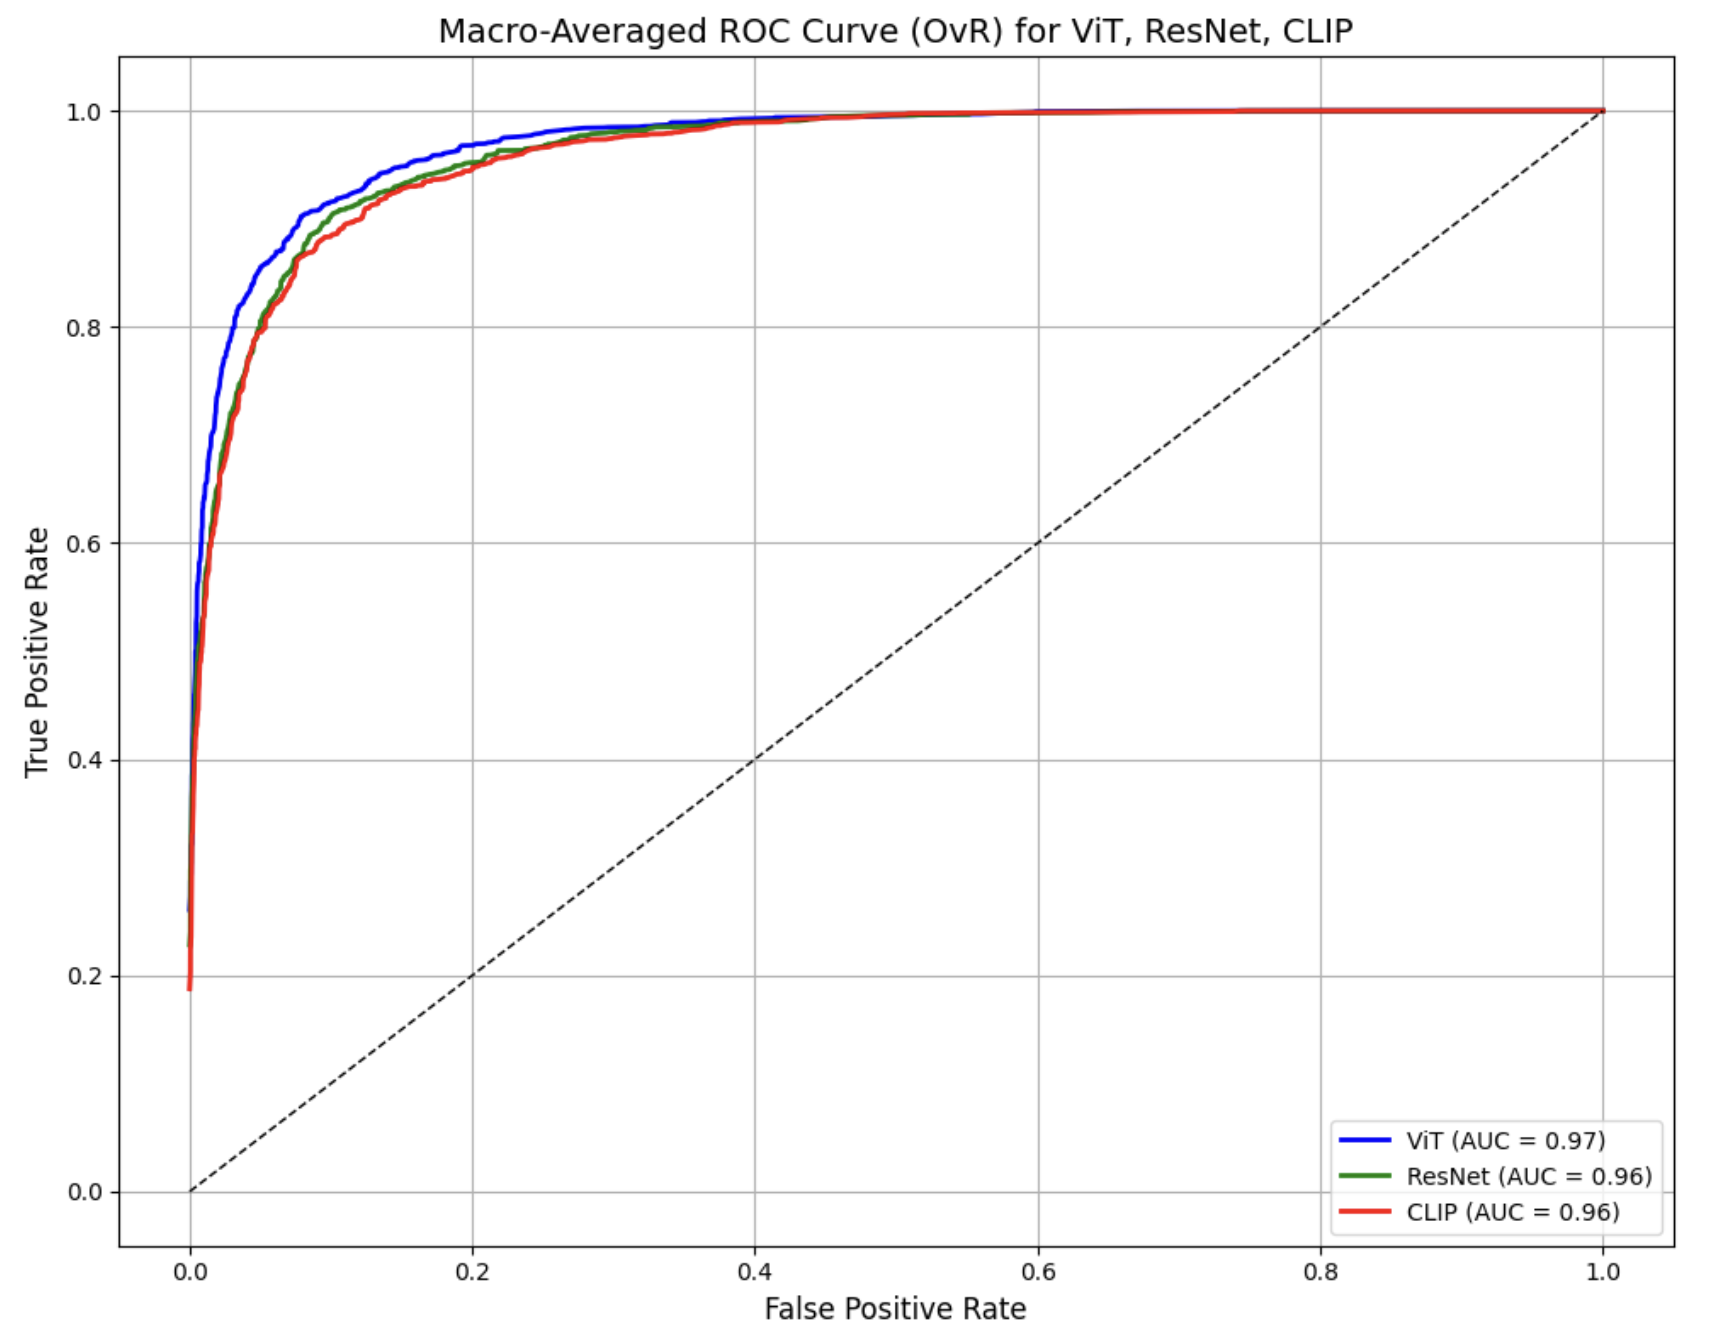 Macro-Averaged ROC Curve (OvR) for ViT, ResNet, CLIP
True Positive Rate
1.0
0.8
0.6
0.4
0.2
0.0
0.0 0.2 0.4 0.6 0.8 1.0
False Positive Rate
ViT (AUC = 0.97)
ResNet (AUC = 0.96)
CLIP (AUC = 0.96)